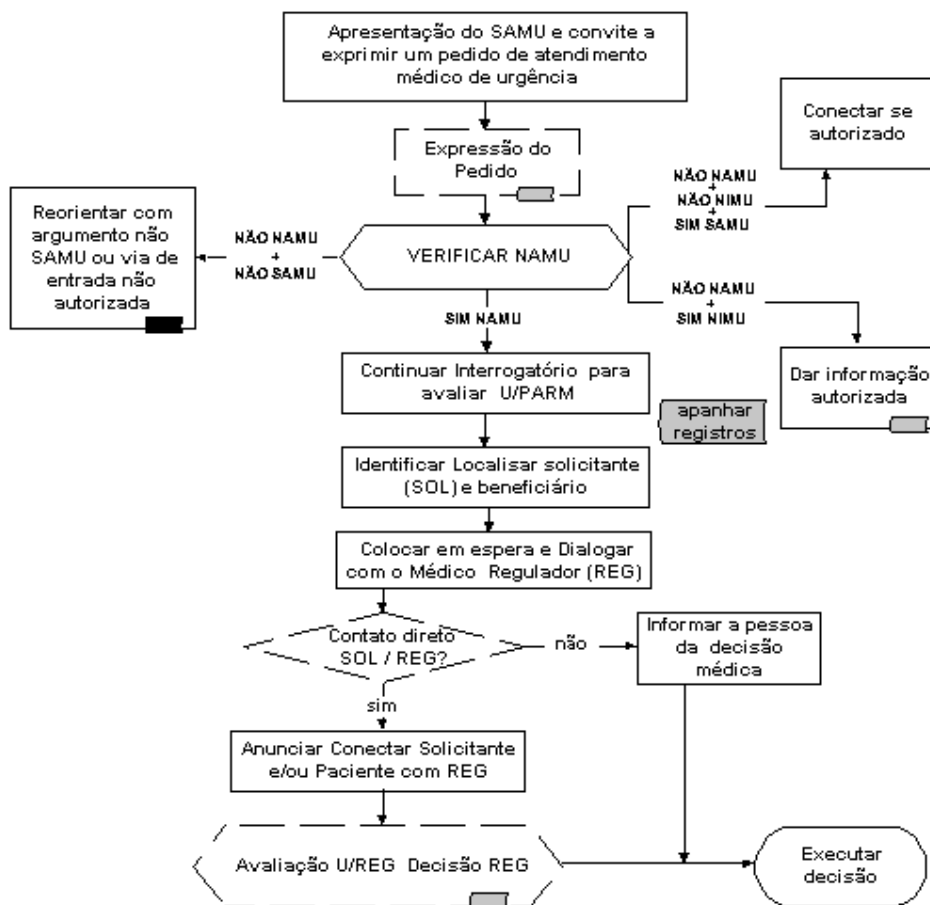 Apresentação do SAMU e convite a
exprimir um pedido de atendimento
médico de urgência
Expressão do
Pedido
Conectar se
autorizado
NÃO NAMU
+
NÃO NIMU
+
SIM SAMU
Reorientar com
argumento não
SAMU ou via de
entrada não
autorizada
NÃO NAMU
+
NÃO SAMU
VERIFICAR NAMU
NÃO NAMU
+
SIM NIMU
SIM NAMU
Continuar Interrogatório para
avaliar U/PARM
Dar informação
autorizada
apanhar
registros
Identificar Localisar solicitante
(SOL) e beneficiário
Colocar em espera e Dialogar
com o Médico Regulador (REG)
Contato direto
SOL / REG?
não
Informar a pessoa
da decisão
médica
sim
Anunciar Conectar Solicitante
e/ou Paciente com REG
Avaliação U/REG Decisão REG
Executar
decisão